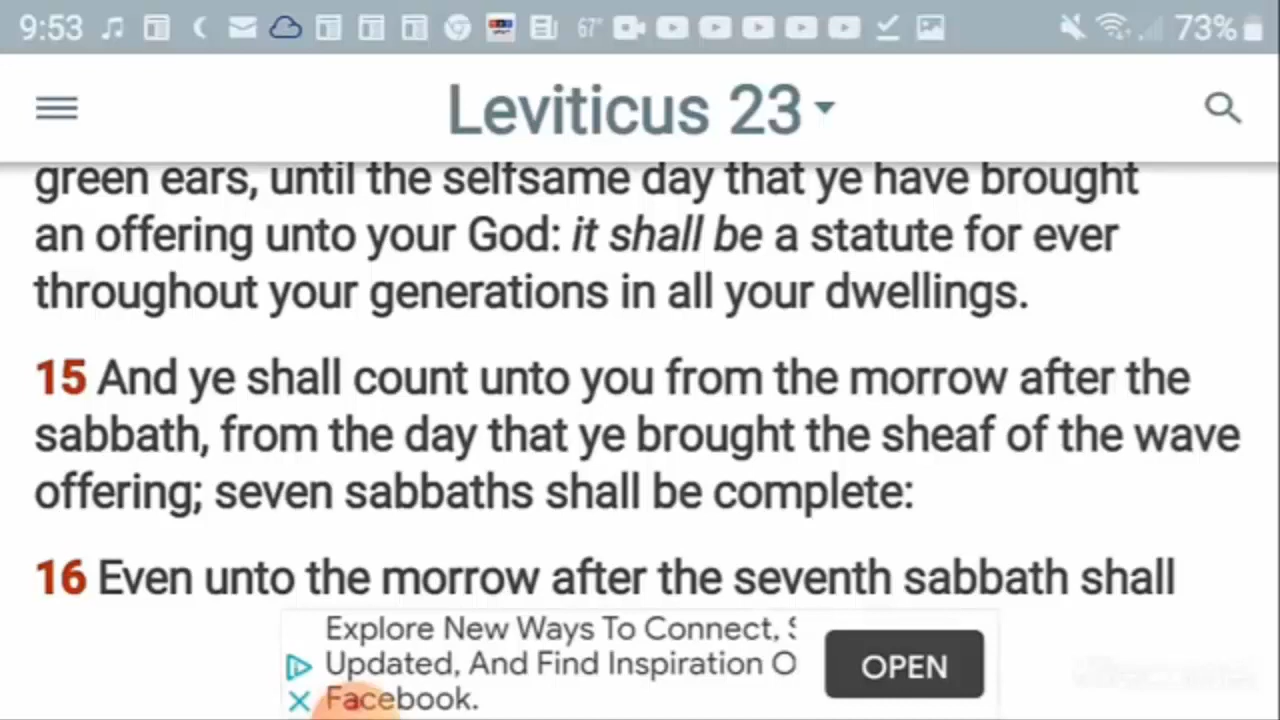 9:53 67° 73%
Leviticus 23
green ears, until the selfsame day that ye have brought
an offering unto your God: it shall be a statute for ever
throughout your generations in all your dwellings.
15 And ye shall count unto you from the morrow after the
sabbath, from the day that ye brought the sheaf of the wave
offering; seven sabbaths shall be complete:
16 Even unto the morrow after the seventh sabbath shall
Explore New Ways To Connect,
Updated, And Find Inspiration O
Facebook.
OPEN